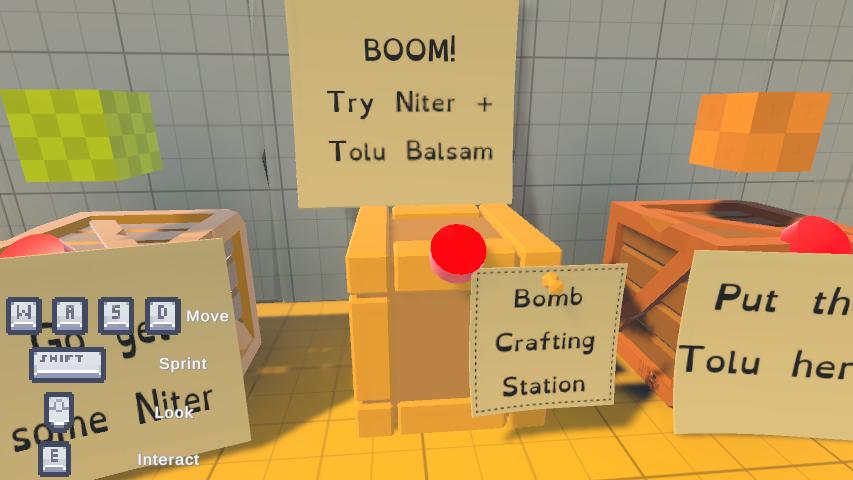 BOOM!
Try Niter +
Tolu Balsam
Bomb
Crafting
Station
Put th
Tolu her
Go get
some Niter
W A S D Move
SHIFT Sprint
Look
E Interact